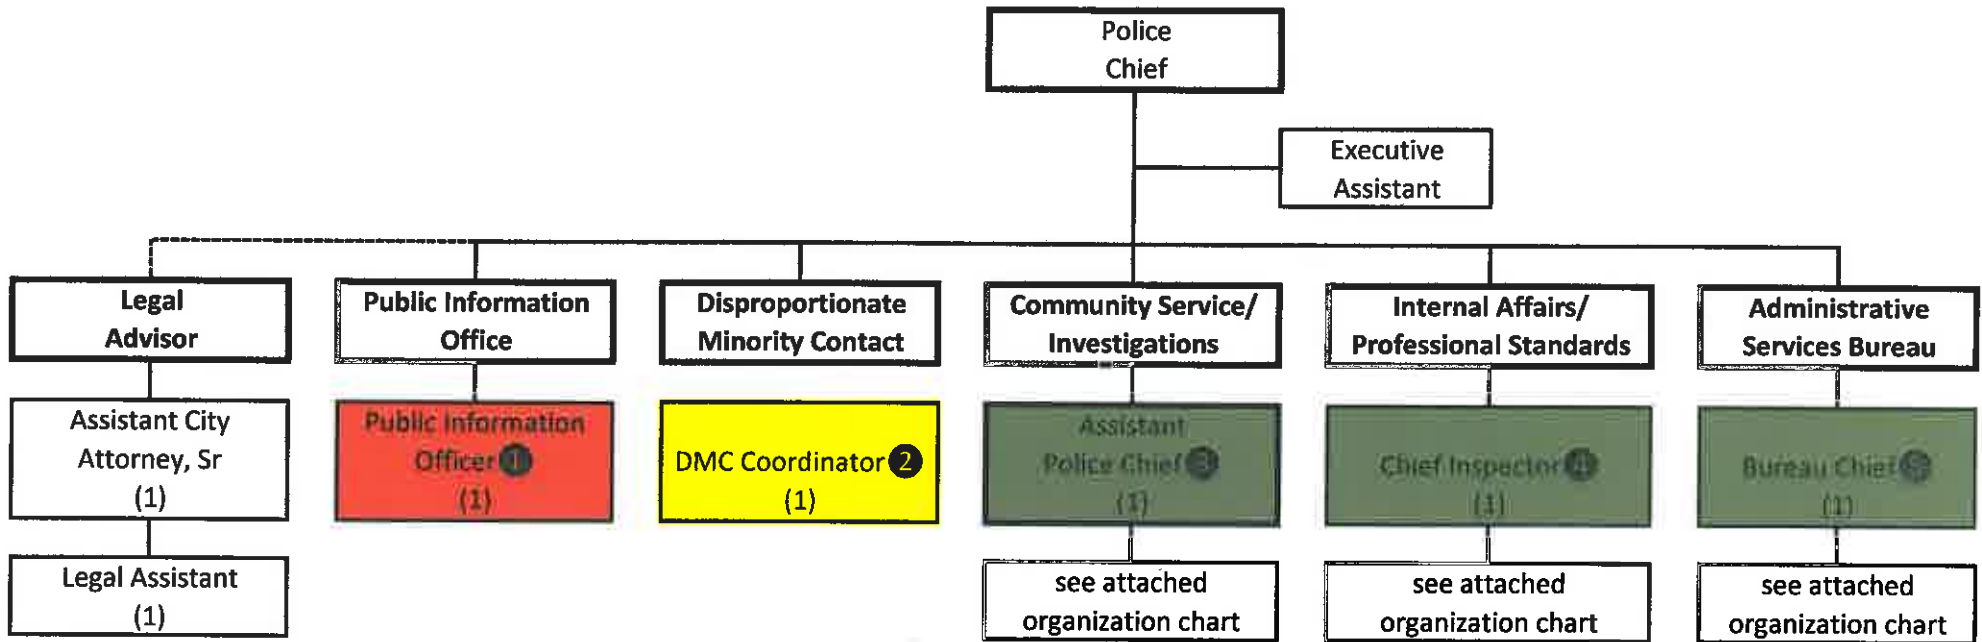 Police
Chief
Executive
Assistant
Legal
Advisor
Public Information
Office
Disproportionate
Minority Contact
Community Service/
Investigations
Internal Affairs/
Professional Standards
Administrative
Services Bureau
Assistant City
Attorney, Sr
(1)
Public Information
Officer 1
(1)
DMC Coordinator 2
(1)
Assistant
Police Chief 3
(1)
Chief Inspector 4
(1)
Bureau Chief 5
(1)
Legal Assistant
(1)
see attached
organization chart
see attached
organization chart
see attached
organization chart